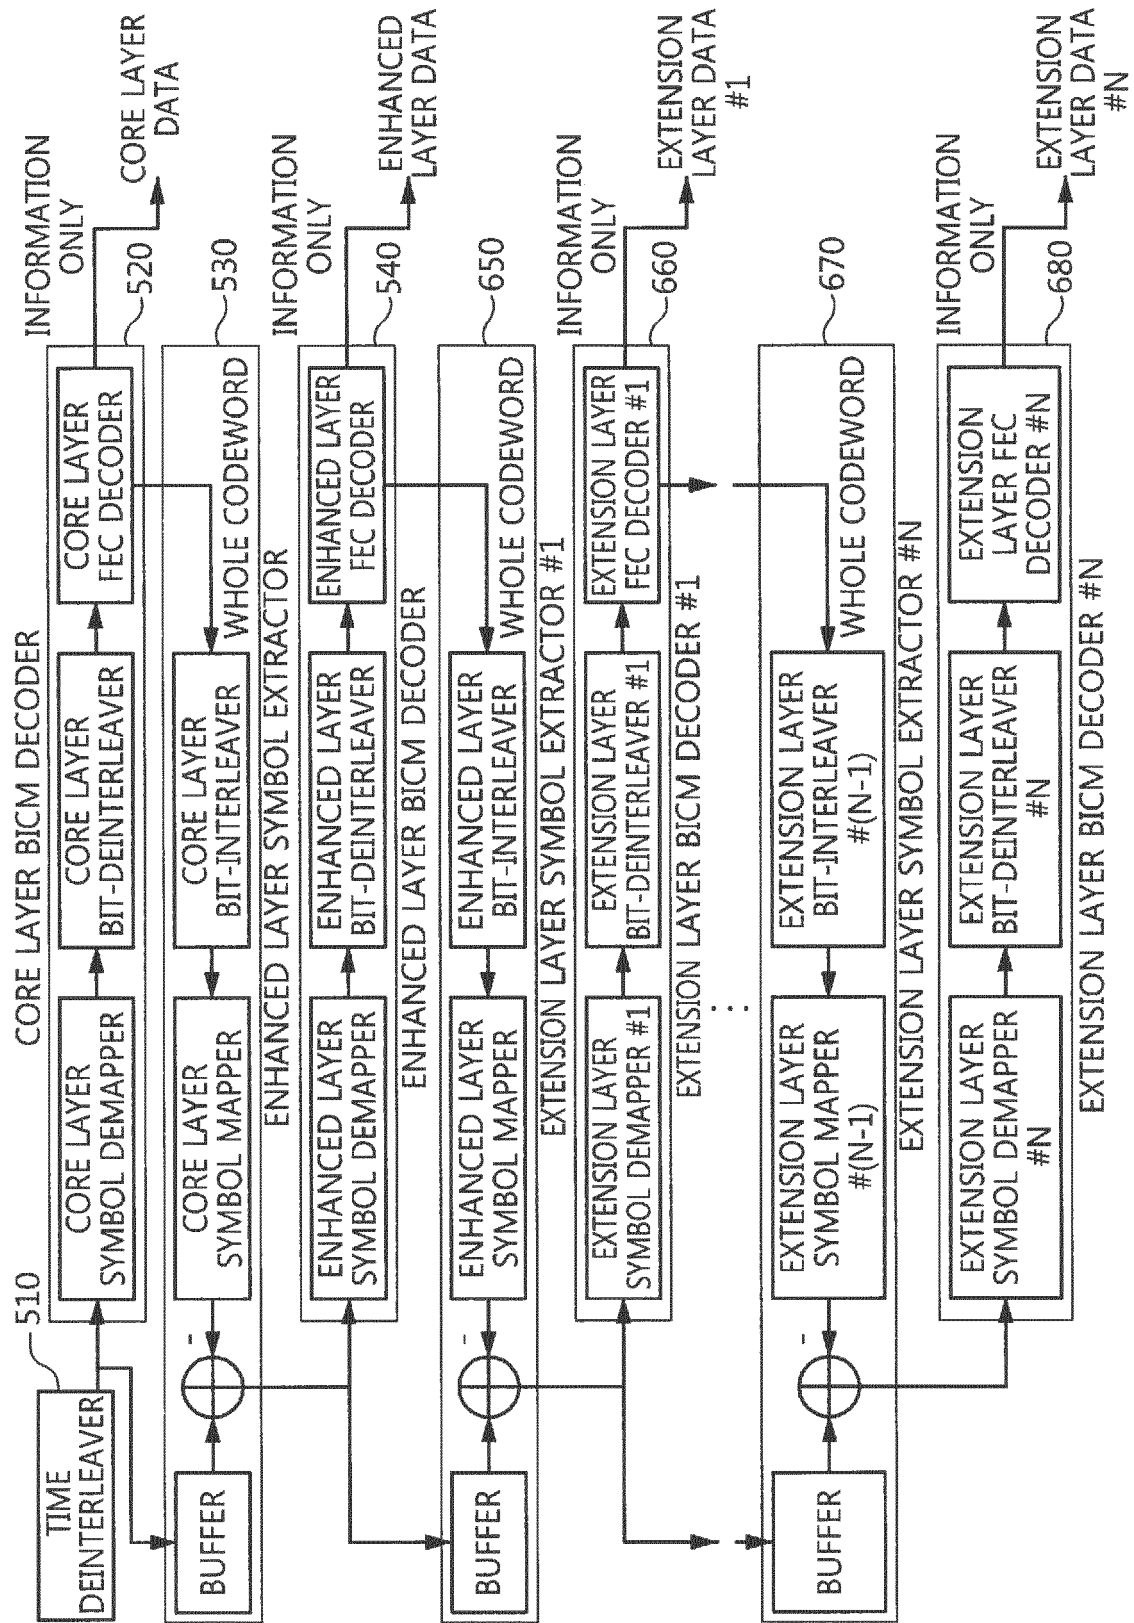 510
TIME
DEINTERLEAVER
CORE LAYER BICM DECODER
CORE LAYER
SYMBOL DEMAPPER
CORE LAYER
BIT-DEINTERLEAVER
CORE LAYER
FEC DECODER
INFORMATION
ONLY
520
CORE LAYER
DATA
BUFFER
-
CORE LAYER
SYMBOL MAPPER
CORE LAYER
BIT-INTERLEAVER
WHOLE CODEWORD
530
ENHANCED LAYER SYMBOL EXTRACTOR
ENHANCED LAYER
SYMBOL DEMAPPER
ENHANCED LAYER
BIT-DEINTERLEAVER
ENHANCED LAYER
FEC DECODER
INFORMATION
ONLY
540
ENHANCED
LAYER DATA
ENHANCED LAYER BICM DECODER
BUFFER
-
ENHANCED LAYER
SYMBOL MAPPER
ENHANCED LAYER
BIT-INTERLEAVER
WHOLE CODEWORD
650
EXTENSION LAYER SYMBOL EXTRACTOR #1
EXTENSION LAYER
SYMBOL DEMAPPER #1
EXTENSION LAYER
BIT-DEINTERLEAVER #1
EXTENSION LAYER
FEC DECODER #1
INFORMATION
ONLY
660
EXTENSION
LAYER DATA
#1
EXTENSION LAYER BICM DECODER #1
...
BUFFER
-
EXTENSION LAYER
SYMBOL MAPPER
#(N-1)
EXTENSION LAYER
BIT-INTERLEAVER
#(N-1)
WHOLE CODEWORD
670
EXTENSION LAYER SYMBOL EXTRACTOR #N
EXTENSION LAYER
SYMBOL DEMAPPER
#N
EXTENSION LAYER
BIT-DEINTERLEAVER
#N
EXTENSION
LAYER FEC
DECODER #N
INFORMATION
ONLY
680
EXTENSION
LAYER DATA
#N
EXTENSION LAYER BICM DECODER #N